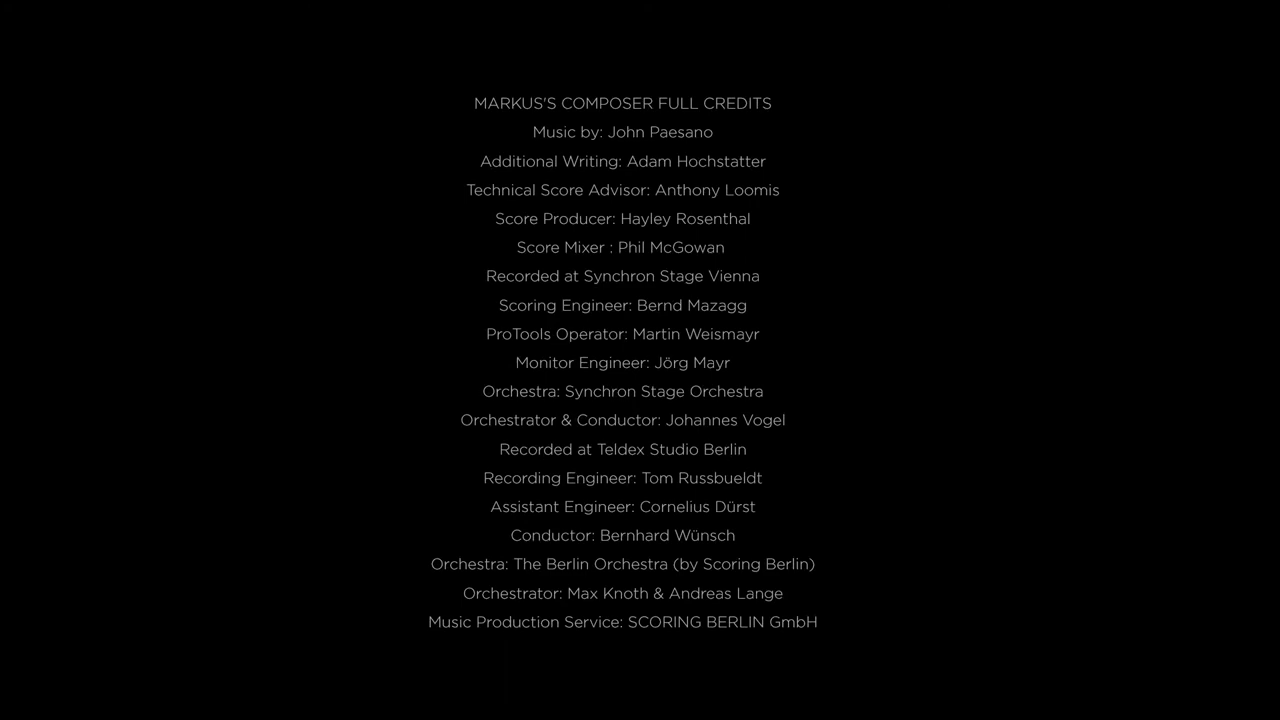 MARKUS'S COMPOSER FULL CREDITS
Music by: John Paesano
Additional Writing: Adam Hochstatter
Technical Score Advisor: Anthony Loomis
Score Producer: Hayley Rosenthal
Score Mixer : Phil McGowan
Recorded at Synchron Stage Vienna
Scoring Engineer: Bernd Mazagg
ProTools Operator: Martin Weismayr
Monitor Engineer: Jörg Mayr
Orchestra: Synchron Stage Orchestra
Orchestrator & Conductor: Johannes Vogel
Recorded at Teldex Studio Berlin
Recording Engineer: Tom Russbueldt
Assistant Engineer: Cornelius Dürst
Conductor: Bernhard Wünsch
Orchestra: The Berlin Orchestra (by Scoring Berlin)
Orchestrator: Max Knoth & Andreas Lange
Music Production Service: SCORING BERLIN GmbH